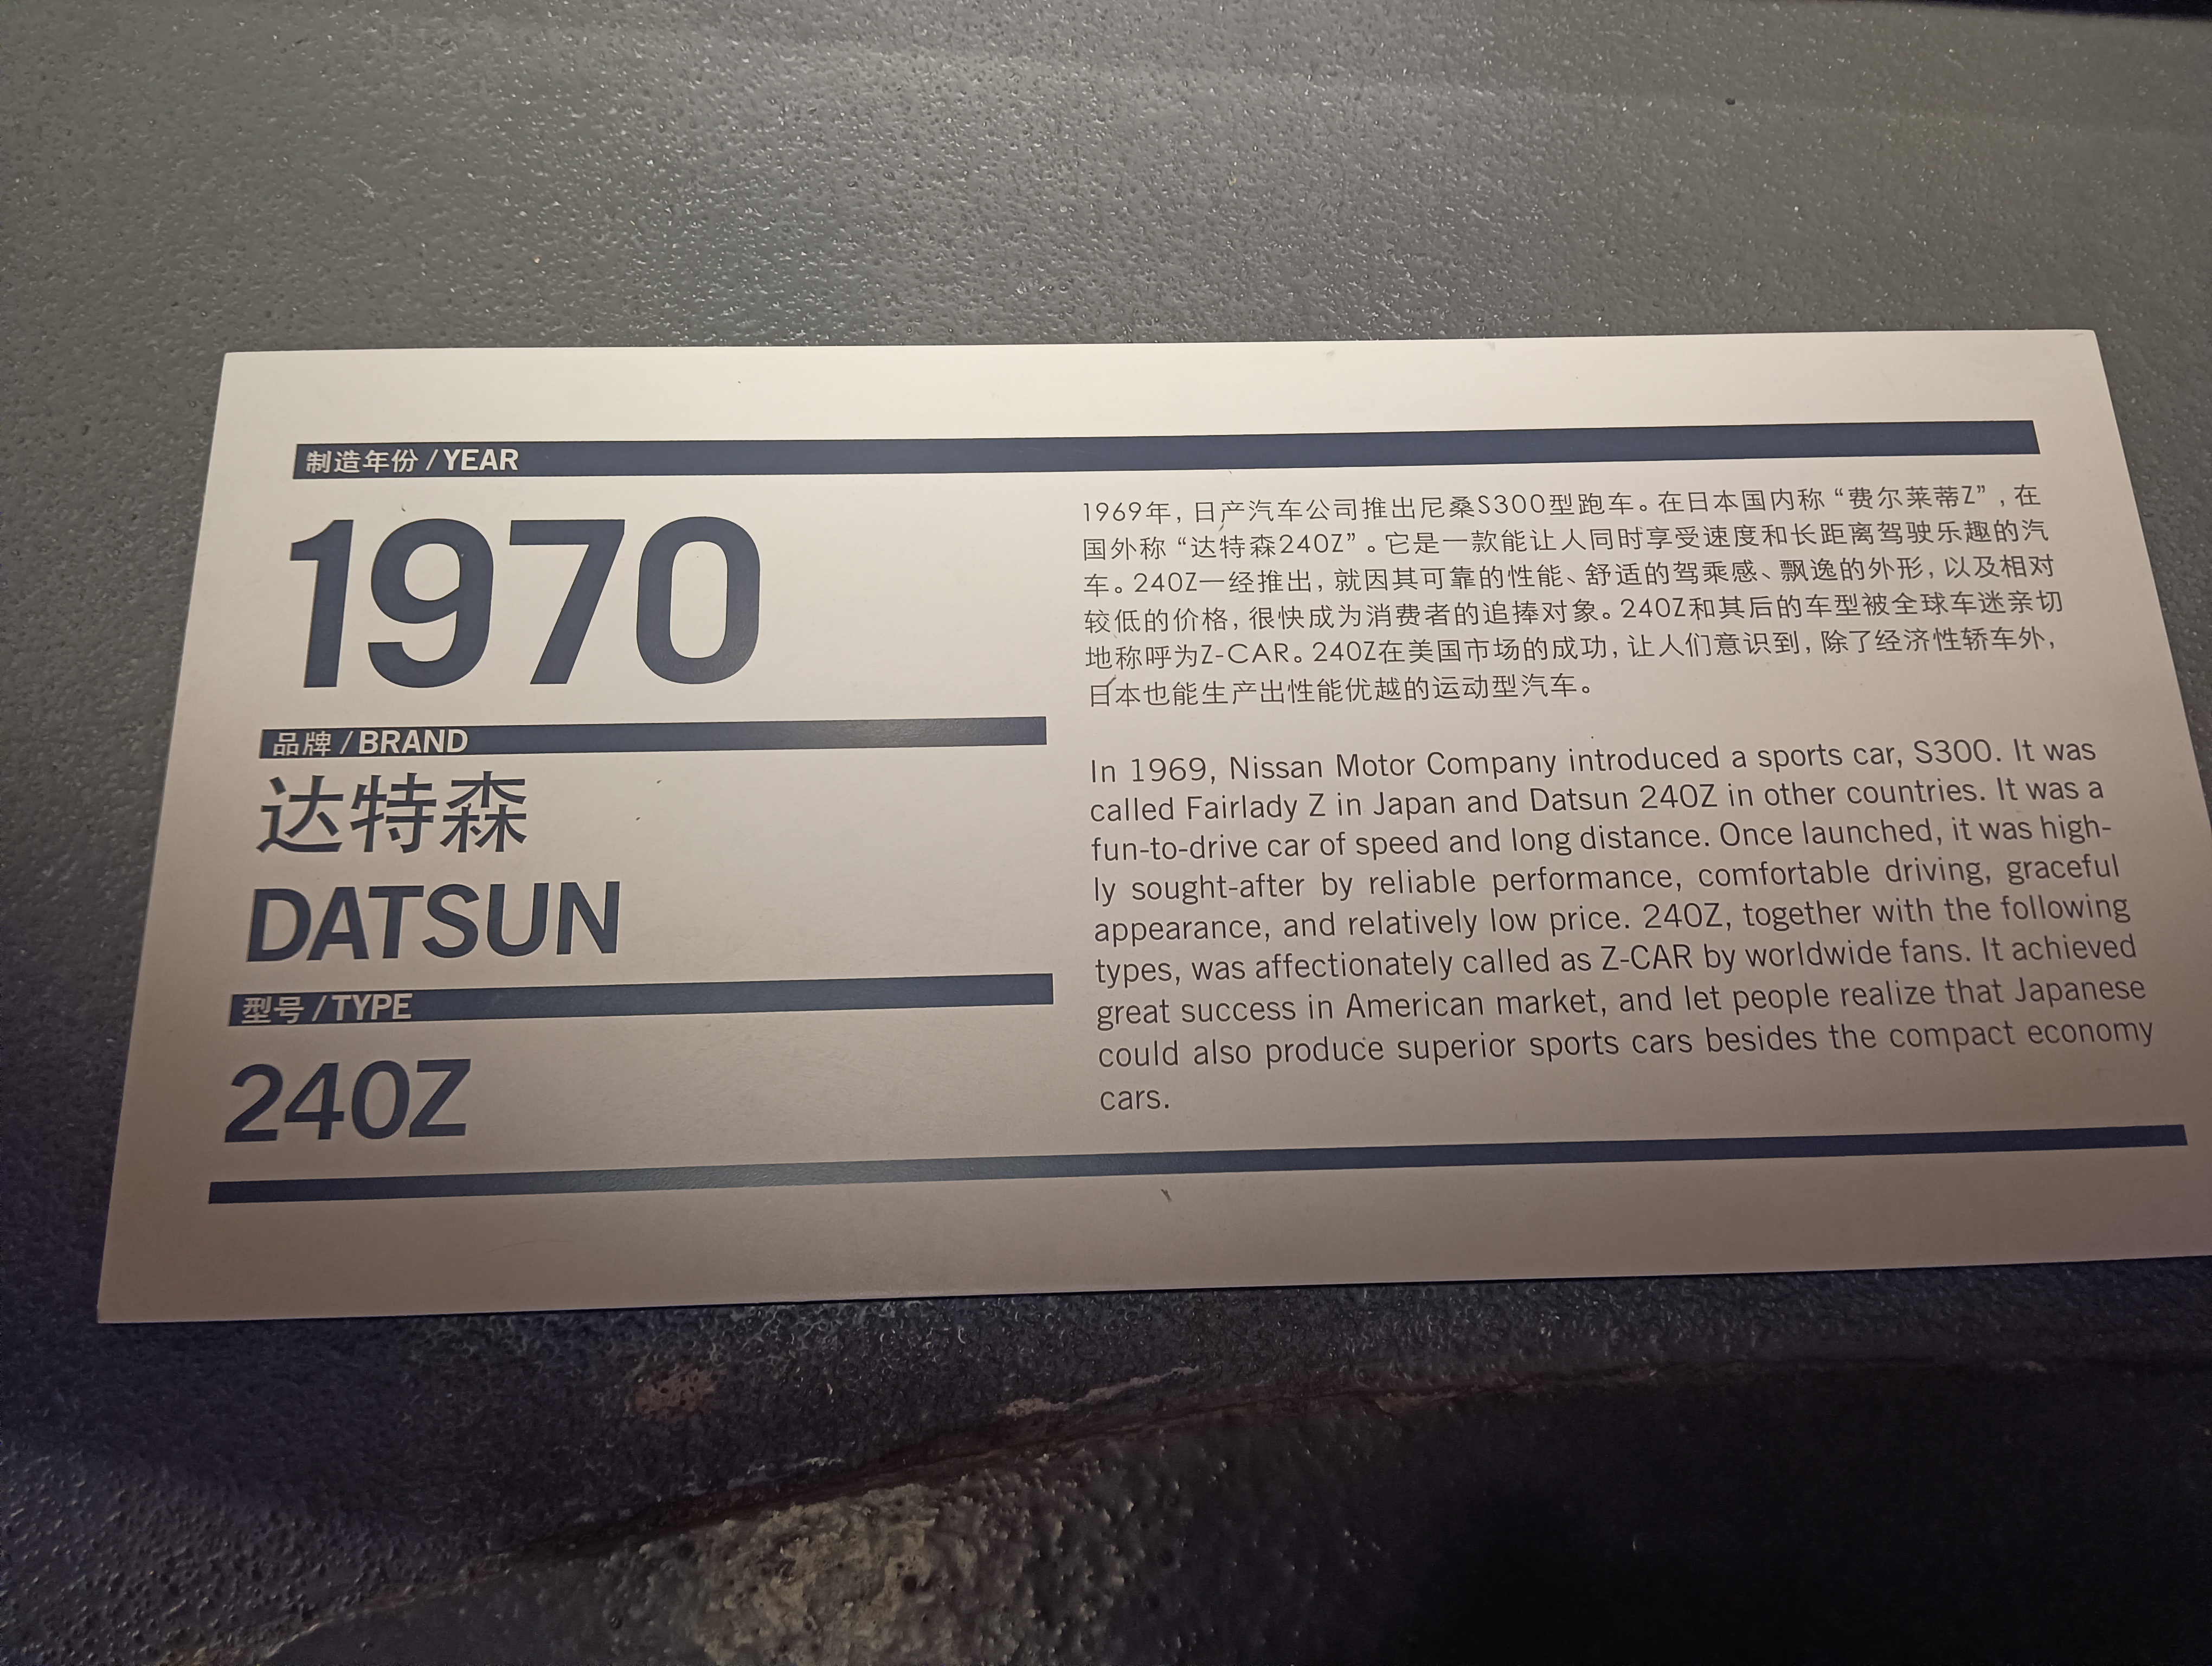 制造年份 / YEAR
1970
品牌 / BRAND
达特森
DATSUN
型号 / TYPE
240Z
1969年，日产汽车公司推出尼桑S300型跑车。在日本国内称“费尔莱蒂Z”，在
国外称“达特森240Z”。它是一款能让人同时享受速度和长距离驾驶乐趣的汽
车。240Z一经推出，就因其可靠的性能、舒适的驾乘感、飘逸的外形，以及相对
较低的价格，很快成为消费者的追捧对象。240Z和其后的车型被全球车迷亲切
地称呼为Z-CAR。240Z在美国市场的成功，让人们意识到，除了经济性轿车外，
日本也能生产出性能优越的运动型汽车。
In 1969, Nissan Motor Company introduced a sports car, S300. It was
called Fairlady Z in Japan and Datsun 240Z in other countries. It was a
fun-to-drive car of speed and long distance. Once launched, it was high-
ly sought-after by reliable performance, comfortable driving, graceful
appearance, and relatively low price. 240Z, together with the following
types, was affectionately called as Z-CAR by worldwide fans. It achieved
great success in American market, and let people realize that Japanese
could also produce superior sports cars besides the compact economy
cars.